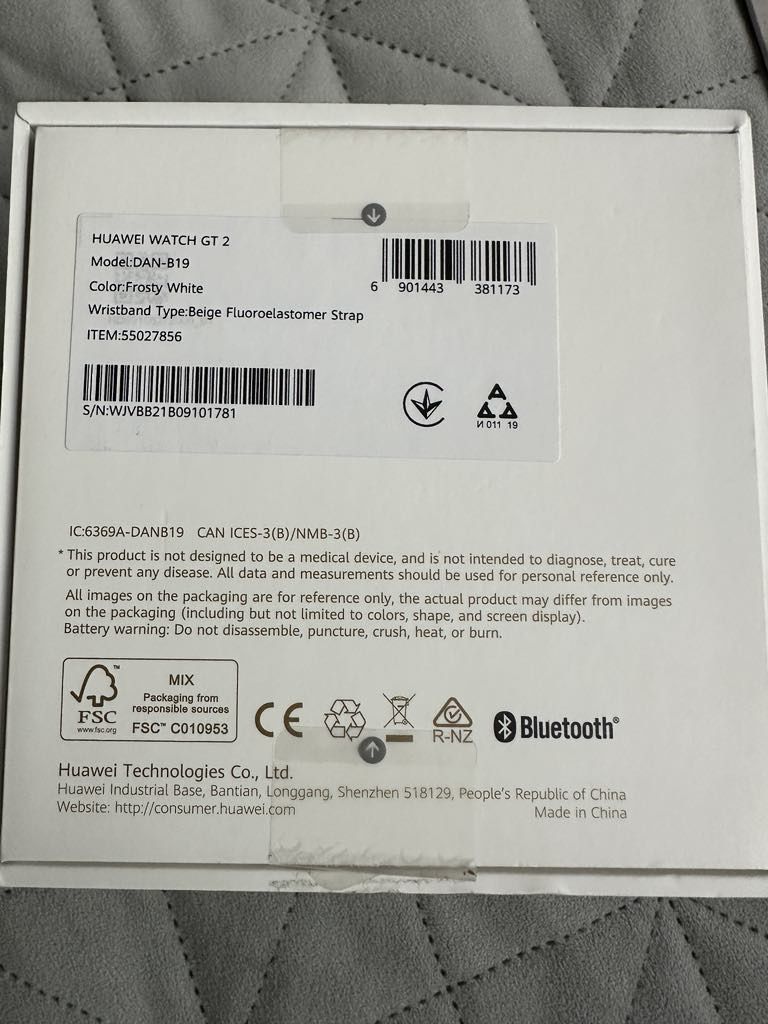 HUAWEI WATCH GT 2
Model:DAN-B19
Color:Frosty White
Wristband Type:Beige Fluoroelastomer Strap
ITEM:55027856
6 901443 381173
S/N:WJVBB21B09101781
И 011 19
IC:6369A-DANB19 CAN ICES-3(B)/NMB-3(B)
* This product is not designed to be a medical device, and is not intended to diagnose, treat, cure
or prevent any disease. All data and measurements should be used for personal reference only.
All images on the packaging are for reference only, the actual product may differ from images
on the packaging (including but not limited to colors, shape, and screen display).
Battery warning: Do not disassemble, puncture, crush, heat, or burn.
FSC
www.fsc.org
MIX
Packaging from
responsible sources
FSC™ C010953
CE
R-NZ
Bluetooth®
Huawei Technologies Co., Ltd.
Huawei Industrial Base, Bantian, Longgang, Shenzhen 518129, People's Republic of China
Website: http://consumer.huawei.com
Made in China